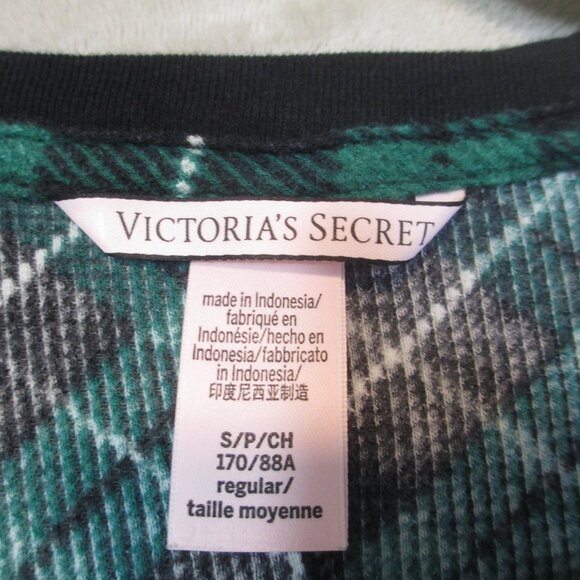 VICTORIA'S SECRET
made in Indonesia/
fabriqué en
Indonésie/hecho en
Indonesia/fabbricato
in Indonesia/
印度尼西亚制造
S/P/CH
170/88A
regular/
taille moyenne